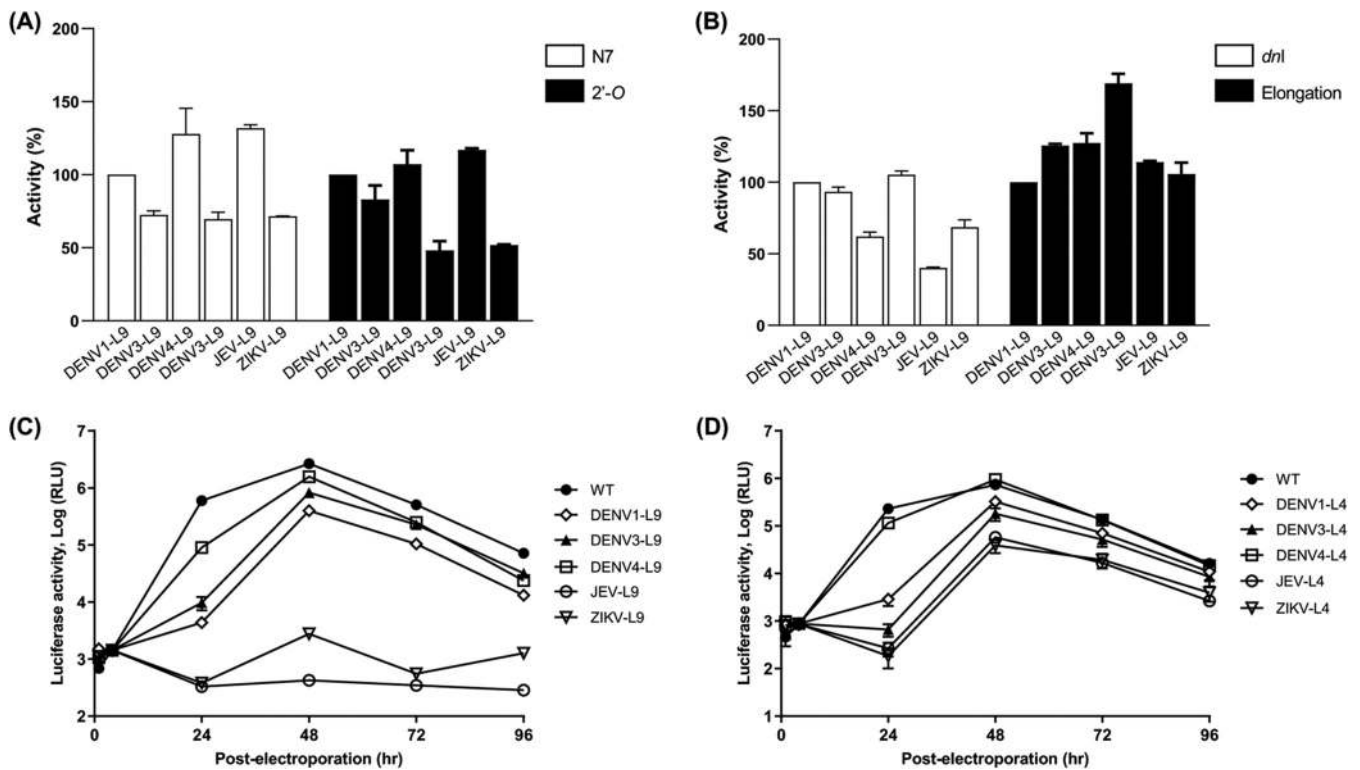 (A)
200
150
100
50
0
Activity (%)
N7
2'-O
DENV1-L9
DENV3-L9
DENV4-L9
DENV3-L9
JEV-L9
ZIKV-L9
DENV1-L9
DENV3-L9
DENV4-L9
DENV3-L9
JEV-L9
ZIKV-L9
(B)
200
150
100
50
0
Activity (%)
dnI
Elongation
DENV1-L9
DENV3-L9
DENV4-L9
DENV3-L9
JEV-L9
ZIKV-L9
DENV1-L9
DENV3-L9
DENV4-L9
DENV3-L9
JEV-L9
ZIKV-L9
(C)
7
6
5
4
3
2
Luciferase activity, Log (RLU)
0 24 48 72 96
Post-electroporation (hr)
WT
DENV1-L9
DENV3-L9
DENV4-L9
JEV-L9
ZIKV-L9
(D)
7
6
5
4
3
2
1
Luciferase activity, Log (RLU)
0 24 48 72 96
Post-electroporation (hr)
WT
DENV1-L4
DENV3-L4
DENV4-L4
JEV-L4
ZIKV-L4